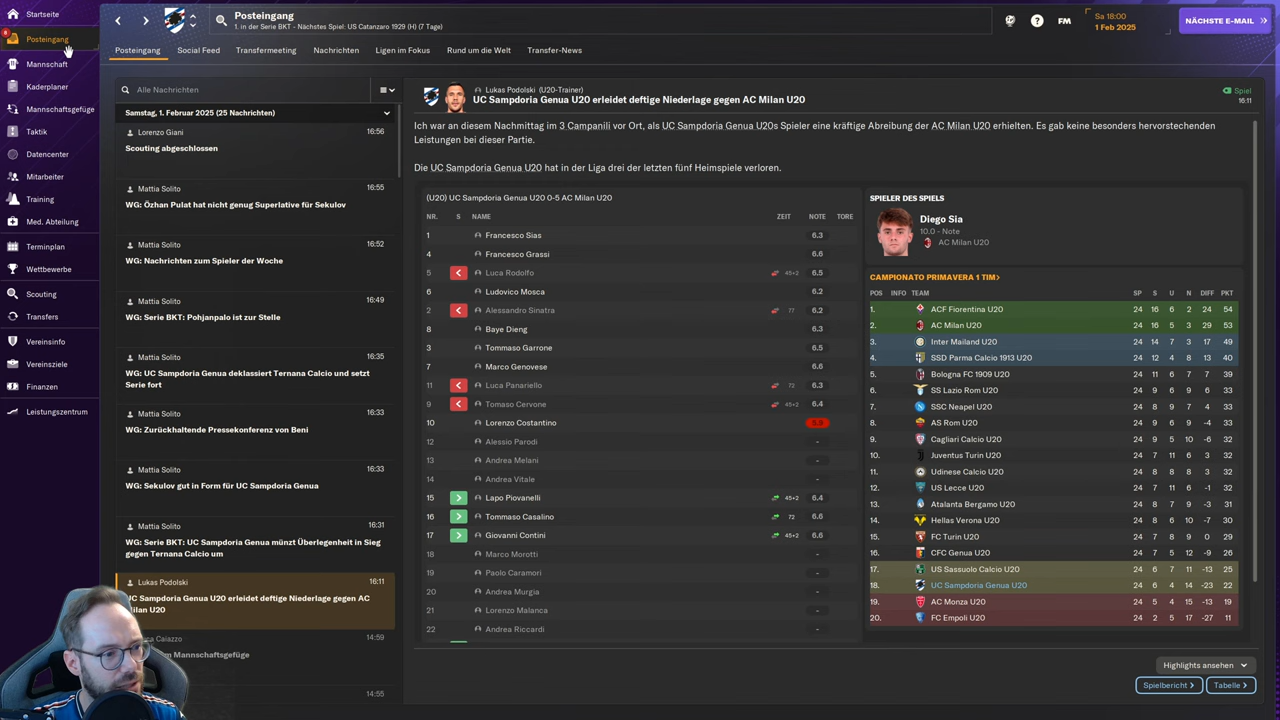 Startseite
8
Posteingang
Mannschaft
Kaderplaner
Mannschaftsgefüge
Taktik
Datencenter
Mitarbeiter
Training
Med. Abteilung
Terminplan
Wettbewerbe
Scouting
Transfers
Vereinsinfo
Vereinsziele
Finanzen
Leistungszentrum
Posteingang
1. in der Serie BKT - Nächstes Spiel: US Catanzaro 1929 (H) (7 Tage)
FM
Sa 18:00
1 Feb 2025
NÄCHSTE E-MAIL
Posteingang Social Feed Transfermeeting Nachrichten Ligen im Fokus Rund um die Welt Transfer-News
Alle Nachrichten
Samstag, 1. Februar 2025 (25 Nachrichten)
Lorenzo Giani 16:56
Scouting abgeschlossen
Mattia Solito 16:55
WG: Özhan Pulat hat nicht genug Superlative für Sekulov
Mattia Solito 16:52
WG: Nachrichten zum Spieler der Woche
Mattia Solito 16:49
WG: Serie BKT: Pohjanpalo ist zur Stelle
Mattia Solito 16:35
WG: UC Sampdoria Genua deklassiert Ternana Calcio und setzt
Serie fort
Mattia Solito 16:33
WG: Zurückhaltende Pressekonferenz von Beni
Mattia Solito 16:33
Sekulov gut in Form für UC Sampdoria Genua
Mattia Solito 16:31
WG: Serie BKT: UC Sampdoria Genua münzt Überlegenheit in Sieg
gegen Ternana Calcio um
Lukas Podolski 16:11
UC Sampdoria Genua U20 erleidet deftige Niederlage gegen AC
Milan U20
Caiazzo 14:59
Mannschaftsgefüge
14:55
Lukas Podolski (U20-Trainer)
UC Sampdoria Genua U20 erleidet deftige Niederlage gegen AC Milan U20
Spiel
16:11
Ich war an diesem Nachmittag im 3 Campanili vor Ort, als UC Sampdoria Genua U20s Spieler eine kräftige Abreibung der AC Milan U20 erhielten. Es gab keine besonders hervorstechenden
Leistungen bei dieser Partie.
Die UC Sampdoria Genua U20 hat in der Liga drei der letzten fünf Heimspiele verloren.
(U20) UC Sampdoria Genua U20 0-5 AC Milan U20
NR. S NAME ZEIT NOTE TORE
1 Francesco Sias 6.3
4 Francesco Grassi 6.6
5 Luca Rodolfo 45+2 6.5
6 Ludovico Mosca 6.2
2 Alessandro Sinatra 77 6.2
8 Baye Dieng 6.3
3 Tommaso Garrone 6.5
7 Marco Genovese 6.6
11 Luca Panariello 72 6.3
9 Tomaso Cervone 45+2 6.4
10 Lorenzo Costantino 5.9
12 Alessio Parodi -
13 Andrea Melani -
14 Andrea Vitale -
15 Lapo Piovanelli 45+2 6.4
16 Tommaso Casalino 72 6.6
17 Giovanni Contini 45+2 6.6
18 Marco Morotti -
19 Paolo Caramori -
20 Andrea Murgia -
21 Lorenzo Malanca -
22 Andrea Riccardi -
SPIELER DES SPIELS
Diego Sia
10.0 - Note
AC Milan U20
CAMPIONATO PRIMAVERA 1 TIM>
POS INFO TEAM SP S U N DIFF PKT
1. ACF Fiorentina U20 24 16 6 2 24 54
2. AC Milan U20 24 16 5 3 29 53
3. Inter Mailand U20 24 14 7 3 17 49
4. SSD Parma Calcio 1913 U20 24 12 4 8 13 40
5. Bologna FC 1909 U20 24 11 6 7 7 39
6. SS Lazio Rom U20 24 9 6 9 6 33
7. SSC Neapel U20 24 8 9 7 4 33
8. AS Rom U20 24 9 6 9 -4 33
9. Cagliari Calcio U20 24 9 5 10 -6 32
10. Juventus Turin U20 24 7 11 6 3 32
11. Udinese Calcio U20 24 8 8 8 3 32
12. US Lecce U20 24 7 11 6 -1 32
13. Atalanta Bergamo U20 24 8 7 9 -3 31
14. Hellas Verona U20 24 8 6 10 -7 30
15. FC Turin U20 24 7 8 9 0 29
16. CFC Genua U20 24 7 5 12 -9 26
17. US Sassuolo Calcio U20 24 6 7 11 -13 25
18. UC Sampdoria Genua U20 24 6 4 14 -23 22
19. AC Monza U20 24 5 4 15 -13 19
20. FC Empoli U20 24 2 5 17 -27 11
Highlights ansehen
Spielbericht > Tabelle >